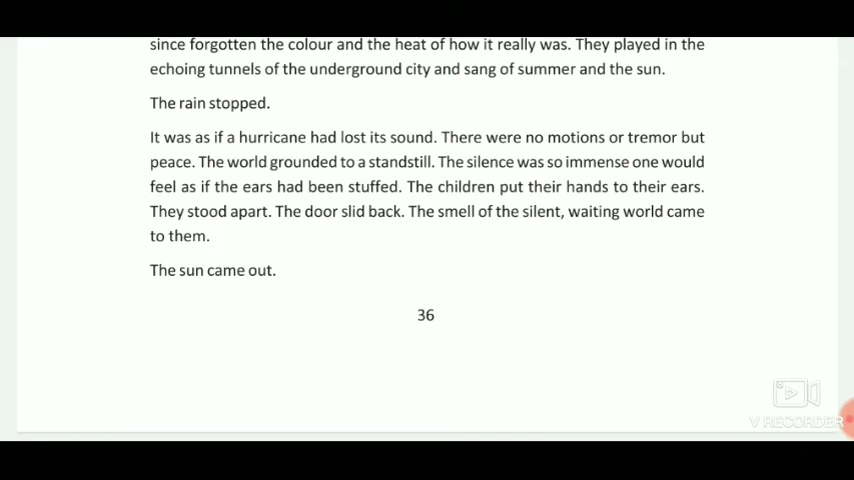 since forgotten the colour and the heat of how it really was. They played in the
echoing tunnels of the underground city and sang of summer and the sun.
The rain stopped.
It was as if a hurricane had lost its sound. There were no motions or tremor but
peace. The world grounded to a standstill. The silence was so immense one would
feel as if the ears had been stuffed. The children put their hands to their ears.
They stood apart. The door slid back. The smell of the silent, waiting world came
to them.
The sun came out.
36
V RECORDER